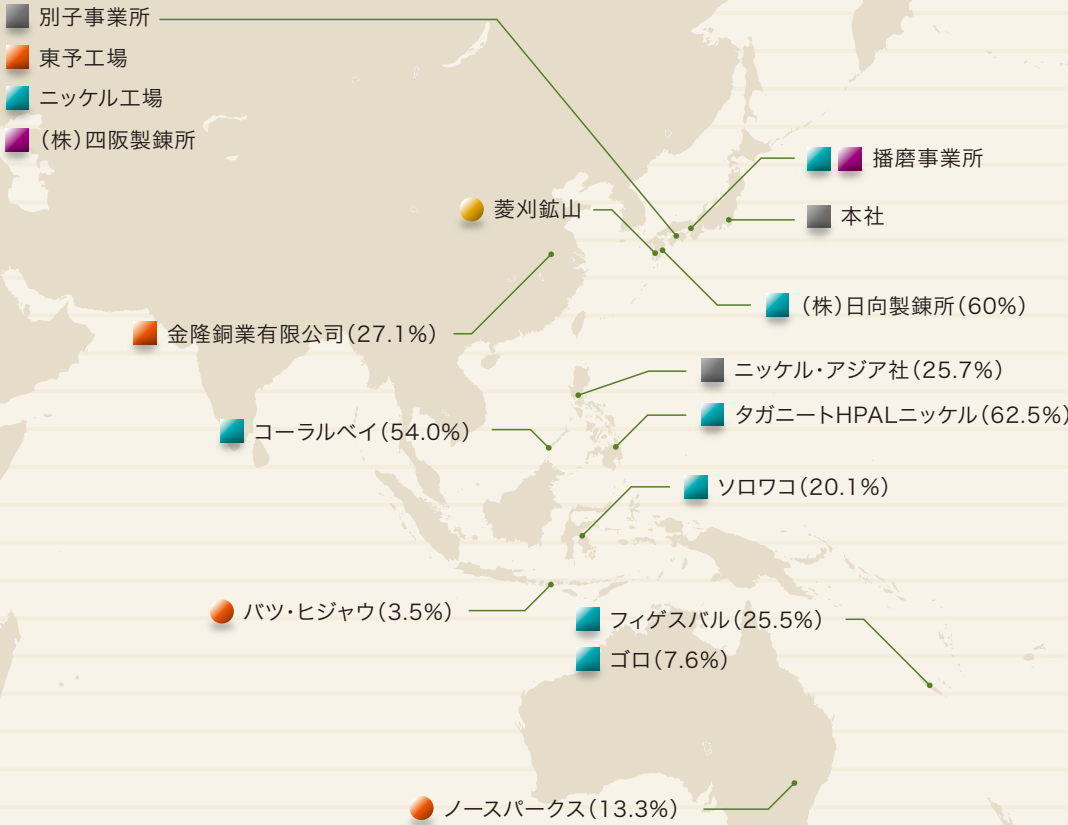 別子事業所
東予工場
ニッケル工場
(株)四阪製錬所
播磨事業所
菱刈鉱山
本社
(株)日向製錬所(60%)
金隆銅業有限公司(27.1%)
ニッケル・アジア社(25.7%)
タガニートHPALニッケル(62.5%)
コーラルベイ(54.0%)
ソロワコ(20.1%)
バツ・ヒジャウ(3.5%)
フィゲスバル(25.5%)
ゴロ(7.6%)
ノースパークス(13.3%)